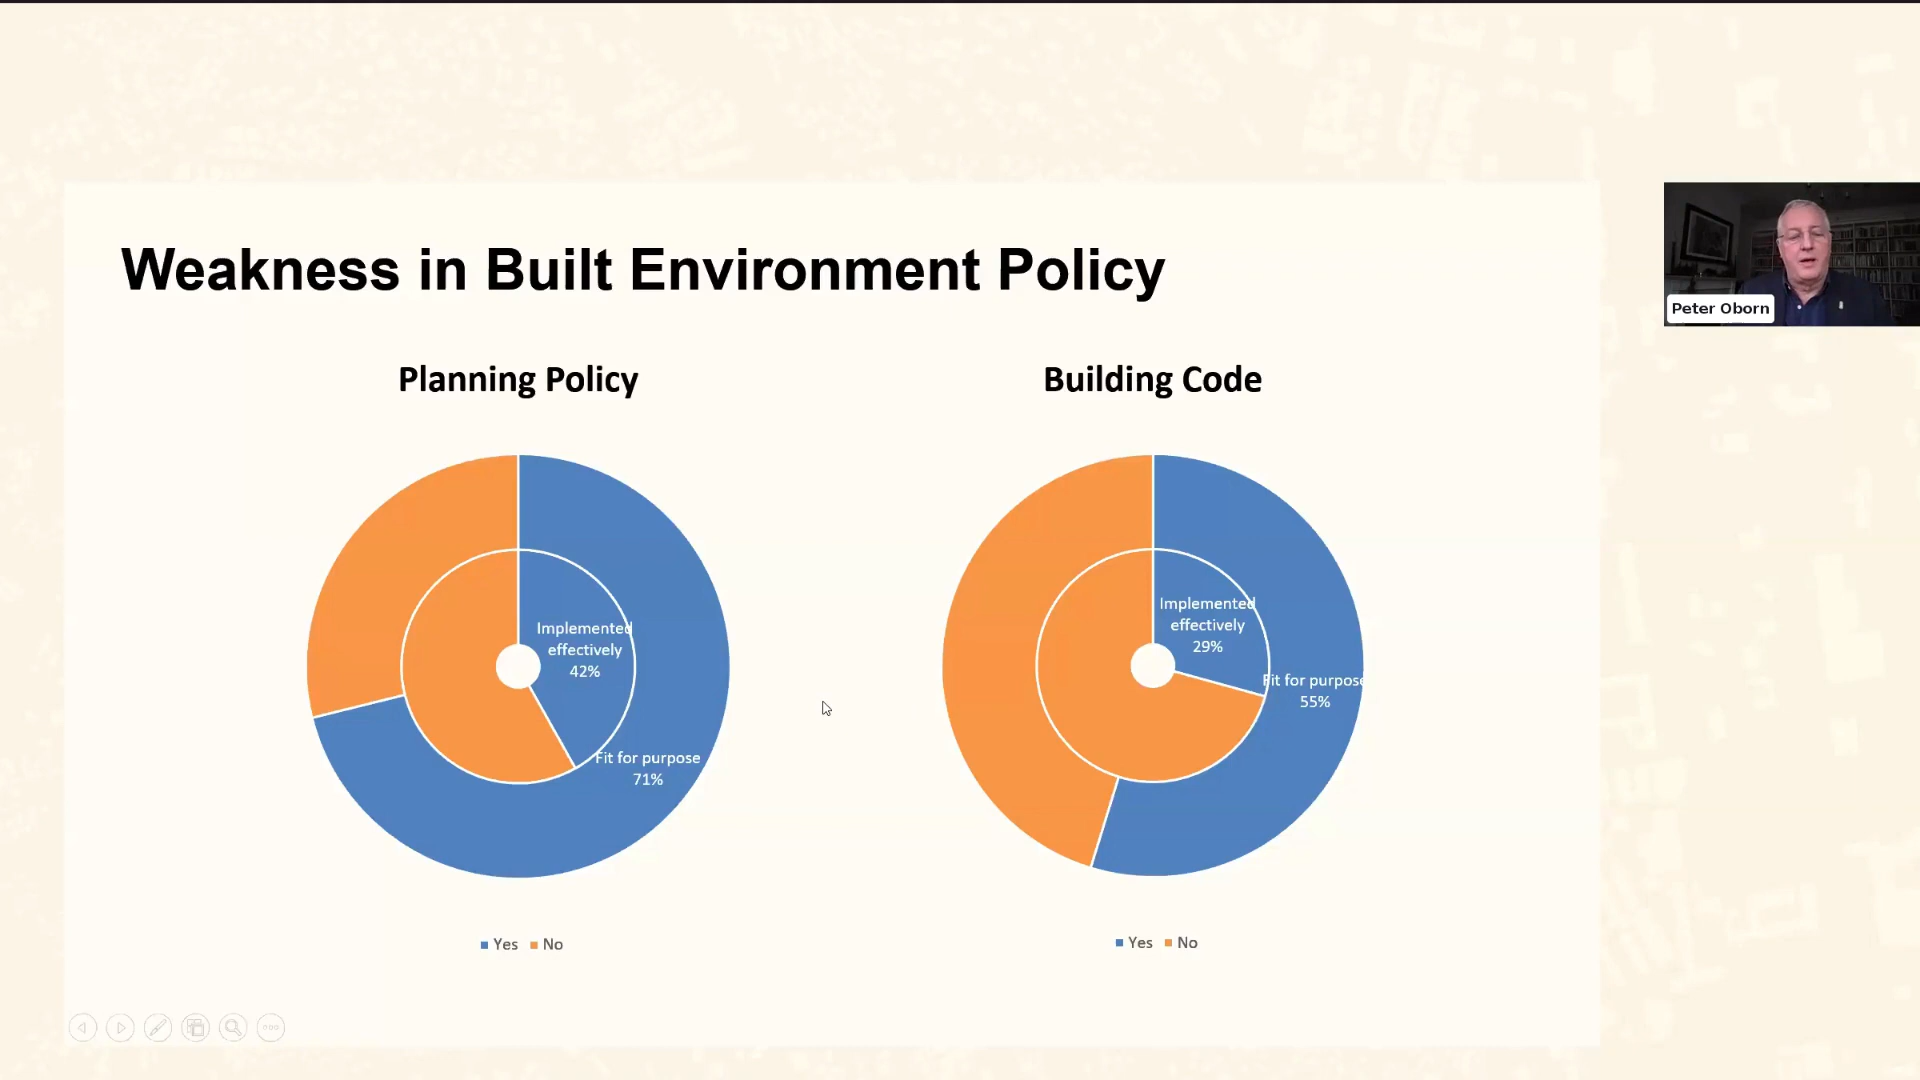 Weakness in Built Environment Policy
Peter Oborn
Planning Policy
Implemented
effectively
42%
Fit for purpose
71%
Yes No
Building Code
Implemented
effectively
29%
Fit for purpose
55%
Yes No